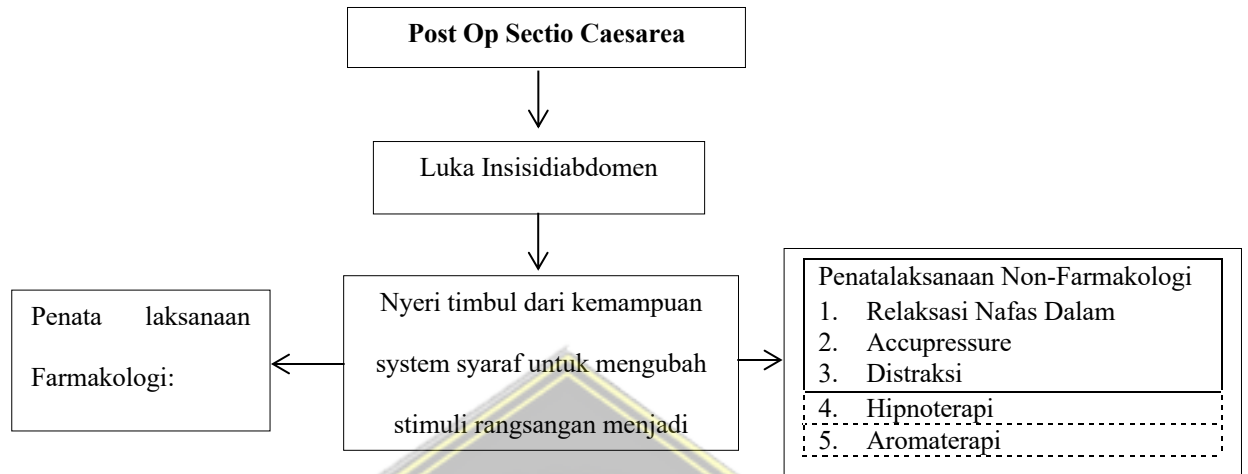 Post Op Sectio Caesarea
Luka Insisidiabdomen
Penata laksanaan
Farmakologi:
Nyeri timbul dari kemampuan
system syaraf untuk mengubah
stimuli rangsangan menjadi
Penatalaksanaan Non-Farmakologi
1. Relaksasi Nafas Dalam
2. Accupressure
3. Distraksi
4. Hipnoterapi
5. Aromaterapi